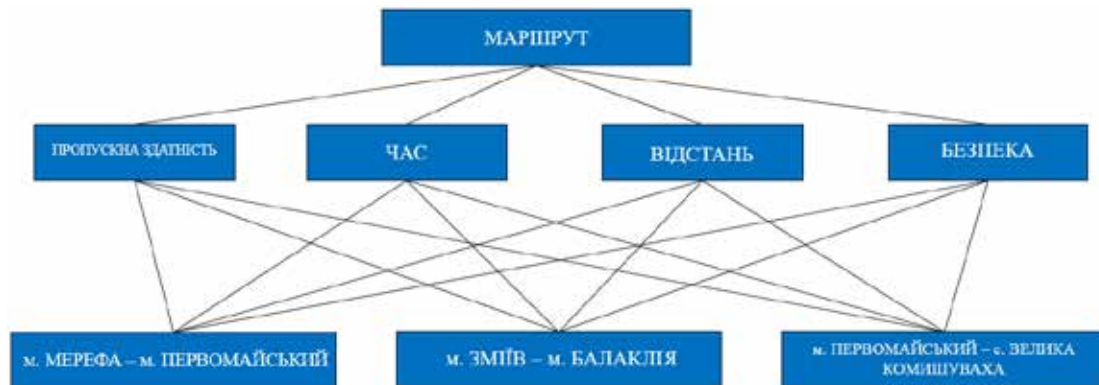 МАРШРУТ
ПРОПУСКНА ЗДАТНІСТЬ
ЧАС
ВІДСТАНЬ
БЕЗПЕКА
м. МЕРЕФА – м. ПЕРВОМАЙСЬКИЙ
м. ЗМІЇВ – м. БАЛАКЛІЯ
м. ПЕРВОМАЙСЬКИЙ – с. ВЕЛИКА
КОМИШУВАХА